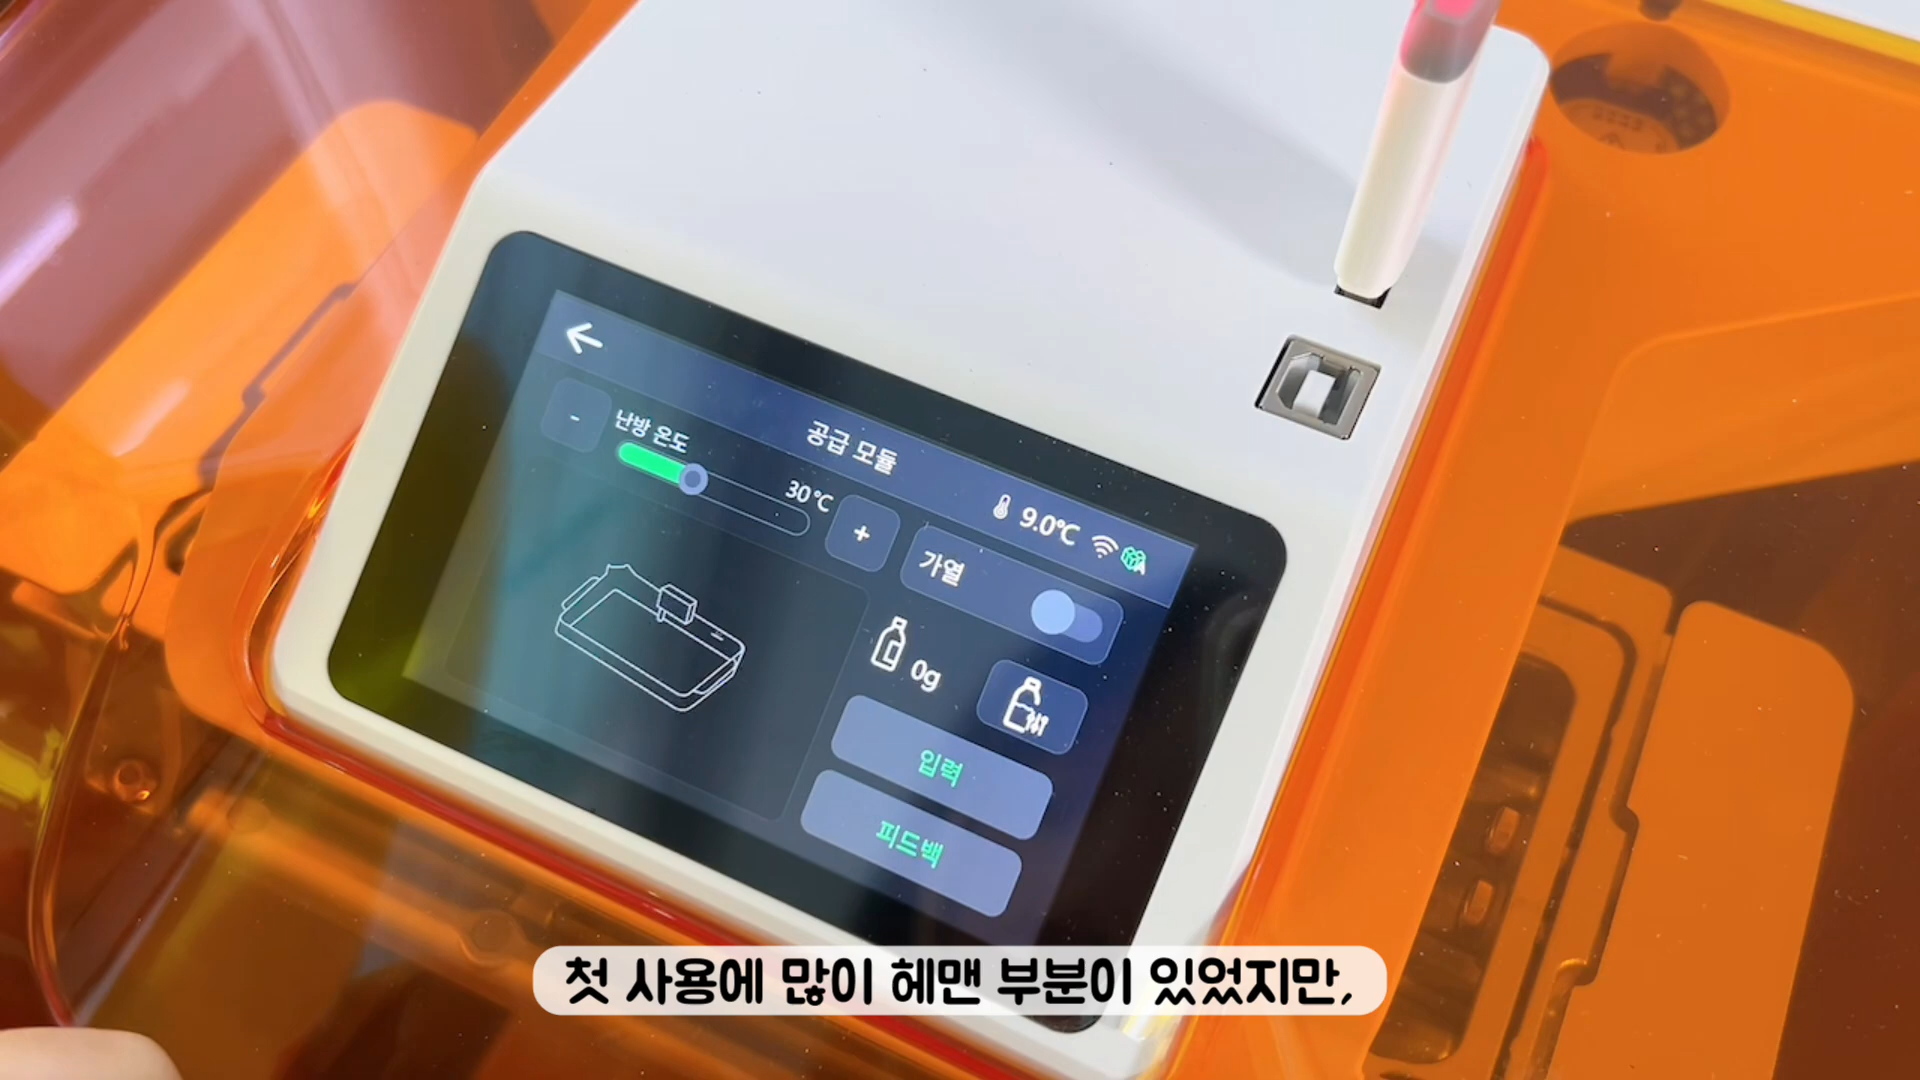 공급 모듈
9.0℃
-
난방 온도
30℃
+
가열
0g
입력
피드백
첫 사용에 많이 헤맨 부분이 있었지만,